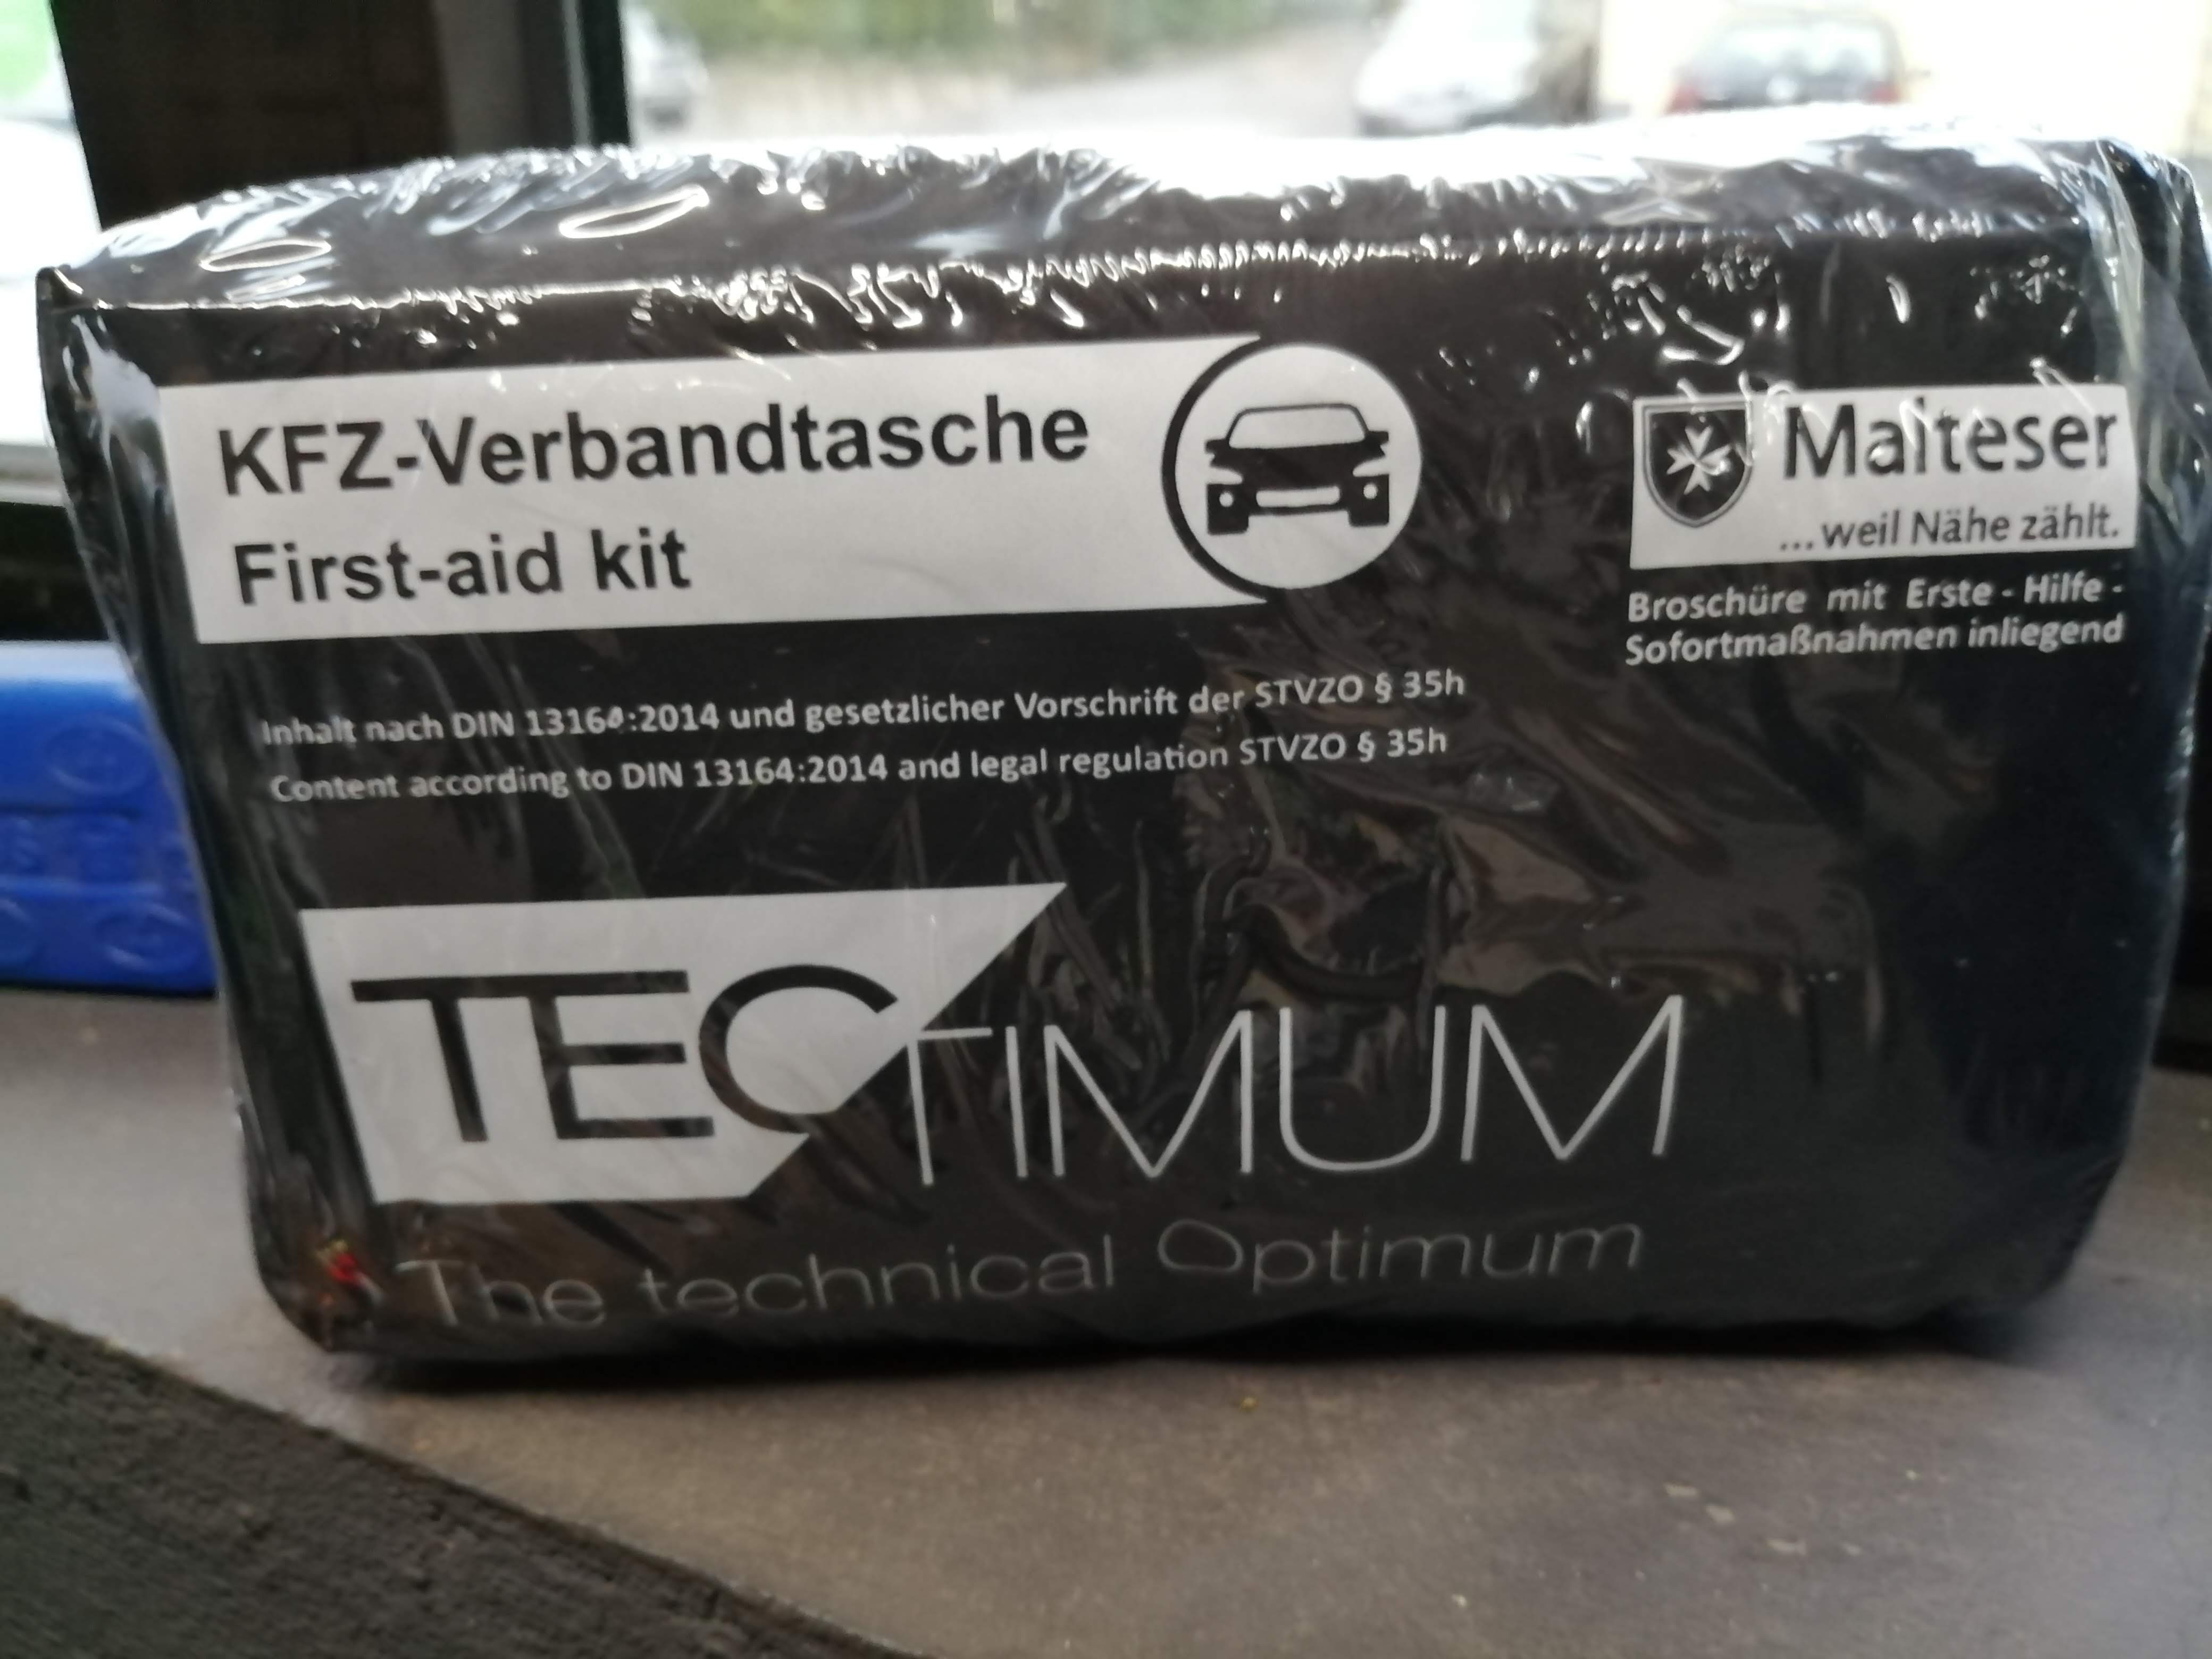 KFZ-Verbandtasche
First-aid kit
Malteser
...weil Nähe zählt.
Broschüre mit Erste - Hilfe -
Sofortmaßnahmen inliegend
Inhalt nach DIN 13164:2014 und gesetzlicher Vorschrift der STVZO § 35h
Content according to DIN 13164:2014 and legal regulation STVZO § 35h
TECTIMUM
The technical Optimum